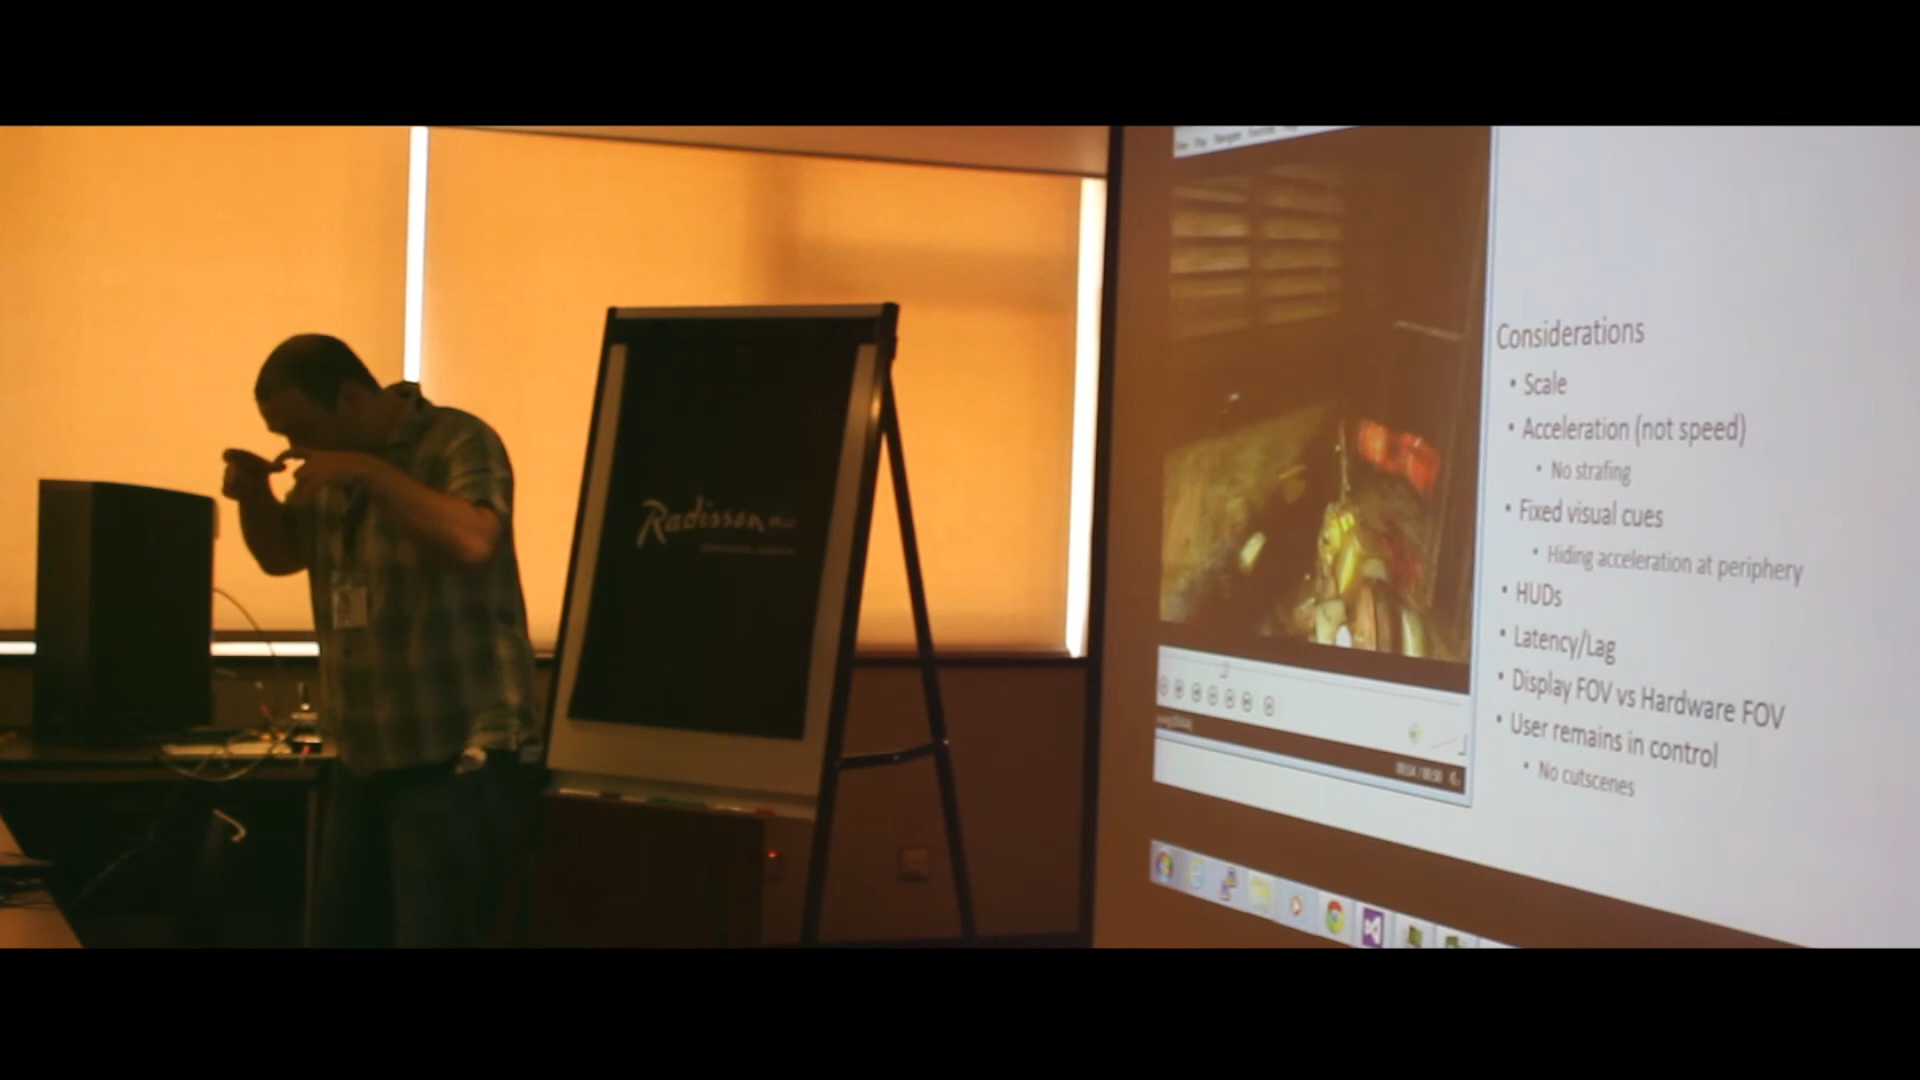 Radisson
Considerations
• Scale
• Acceleration (not speed)
• No strafing
• Fixed visual cues
• Hiding acceleration at periphery
• HUDs
• Latency/Lag
• Display FOV vs Hardware FOV
• User remains in control
• No cutscenes